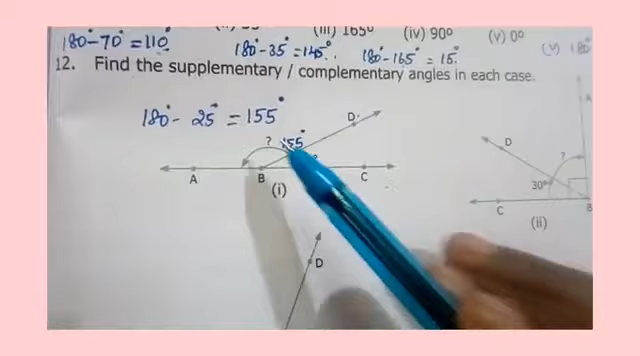 (iii) 165° (iv) 90° (v) 0°
180° - 70° = 110° 180° - 35° = 145°. 180° - 165° = 15° (v) 180°
12. Find the supplementary / complementary angles in each case.
180° - 25° = 155°
D
? 155°
A B C
(i)
D
A
D
?
30°
C B
(ii)